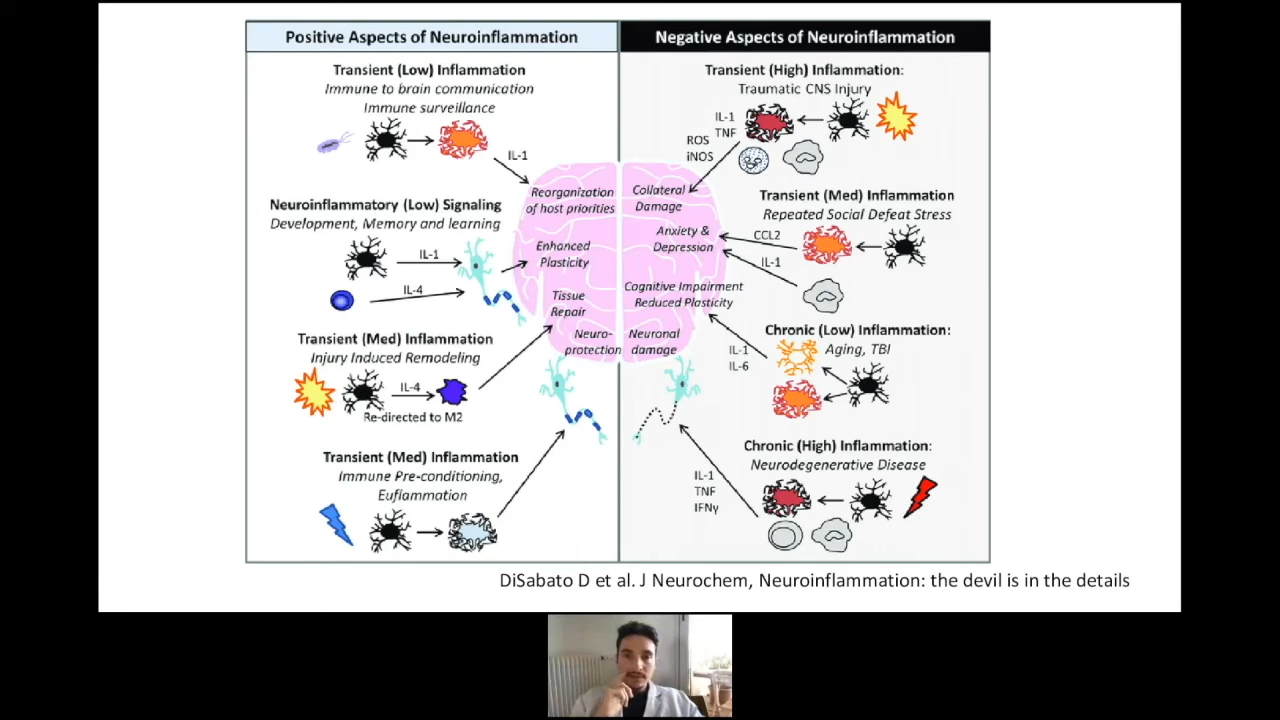 Positive Aspects of Neuroinflammation
Transient (Low) Inflammation
Immune to brain communication
Immune surveillance
IL-1
Neuroinflammatory (Low) Signaling
Development, Memory and learning
IL-1
IL-4
Transient (Med) Inflammation
Injury Induced Remodeling
IL-4
Re-directed to M2
Transient (Med) Inflammation
Immune Pre-conditioning,
Euflammation
Reorganization
of host priorities
Enhanced
Plasticity
Tissue
Repair
Neuro-
protection
Negative Aspects of Neuroinflammation
Transient (High) Inflammation:
Traumatic CNS Injury
IL-1
TNF
ROS
iNOS
Collateral
Damage
Transient (Med) Inflammation
Repeated Social Defeat Stress
CCL2
IL-1
Anxiety &
Depression
Cognitive Impairment
Reduced Plasticity
Chronic (Low) Inflammation:
Aging, TBI
IL-1
IL-6
Neuronal
damage
Chronic (High) Inflammation:
Neurodegenerative Disease
IL-1
TNF
IFNγ
DiSabato D et al. J Neurochem, Neuroinflammation: the devil is in the details